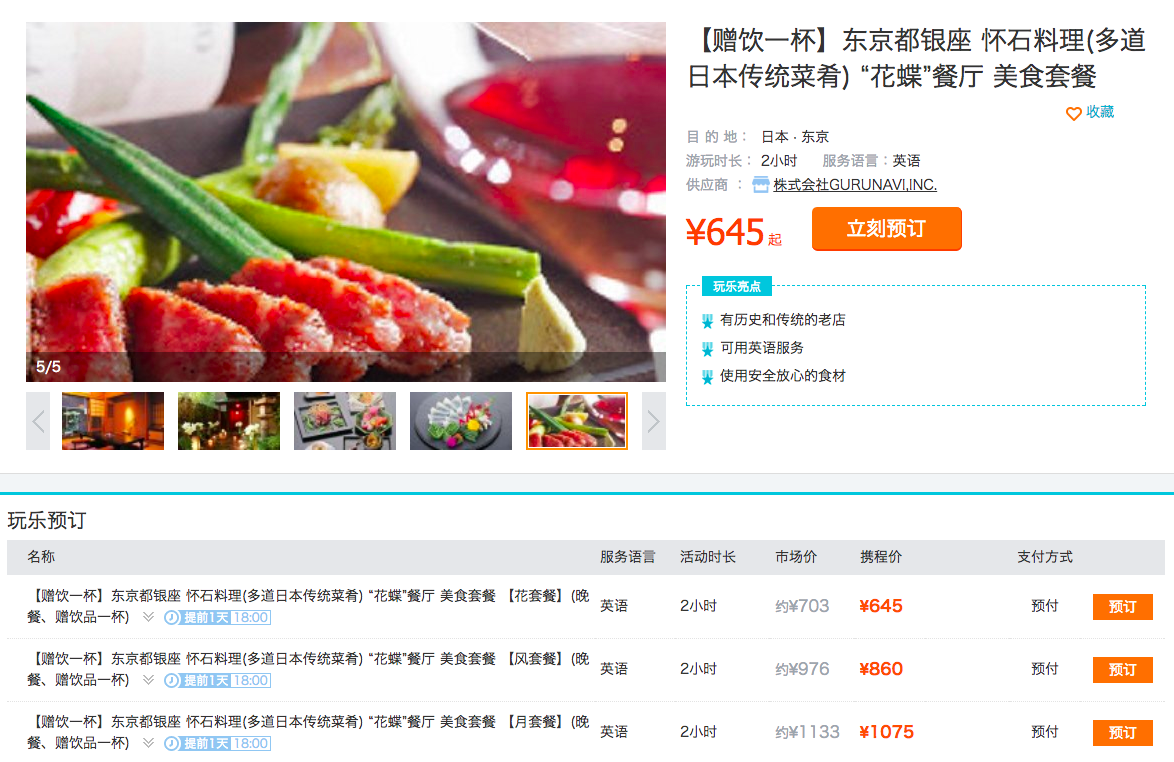 【赠饮一杯】东京都银座 怀石料理(多道
日本传统菜肴) “花蝶”餐厅 美食套餐
收藏
目 的 地： 日本 · 东京
游玩时长： 2小时 服务语言：英语
供应商 ： 株式会社GURUNAVI,INC.
¥645 起 立刻预订
玩乐亮点
有历史和传统的老店
可用英语服务
使用安全放心的食材
5/5
玩乐预订
名称 服务语言 活动时长 市场价 携程价 支付方式
【赠饮一杯】东京都银座 怀石料理(多道日本传统菜肴) “花蝶”餐厅 美食套餐 【花套餐】(晚
餐、赠饮品一杯) 提前1天 18:00
英语 2小时 约¥703 ¥645 预付 预订
【赠饮一杯】东京都银座 怀石料理(多道日本传统菜肴) “花蝶”餐厅 美食套餐 【风套餐】(晚
餐、赠饮品一杯) 提前1天 18:00
英语 2小时 约¥976 ¥860 预付 预订
【赠饮一杯】东京都银座 怀石料理(多道日本传统菜肴) “花蝶”餐厅 美食套餐 【月套餐】(晚
餐、赠饮品一杯) 提前1天 18:00
英语 2小时 约¥1133 ¥1075 预付 预订